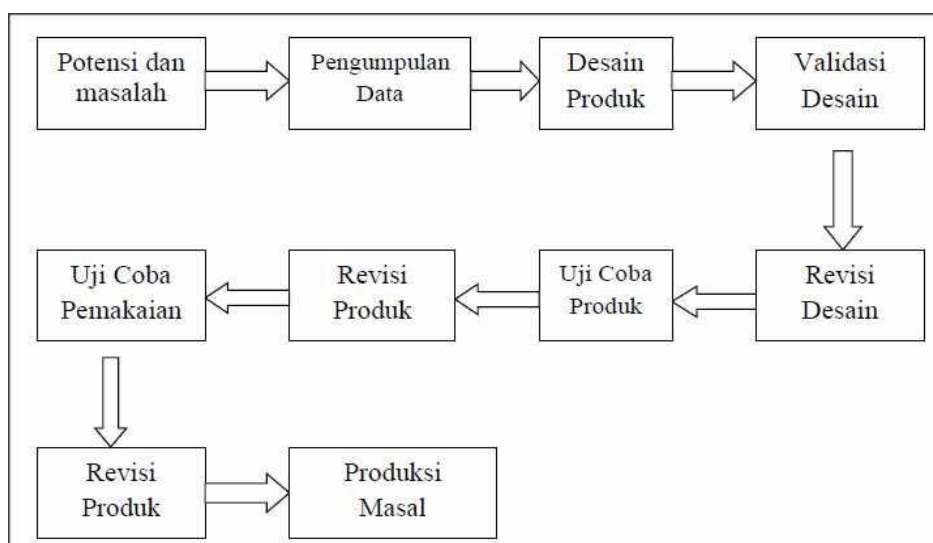 Potensi dan
masalah
Pengumpulan
Data
Desain
Produk
Validasi
Desain
Revisi
Desain
Uji Coba
Produk
Revisi
Produk
Uji Coba
Pemakaian
Revisi
Produk
Produksi
Masal